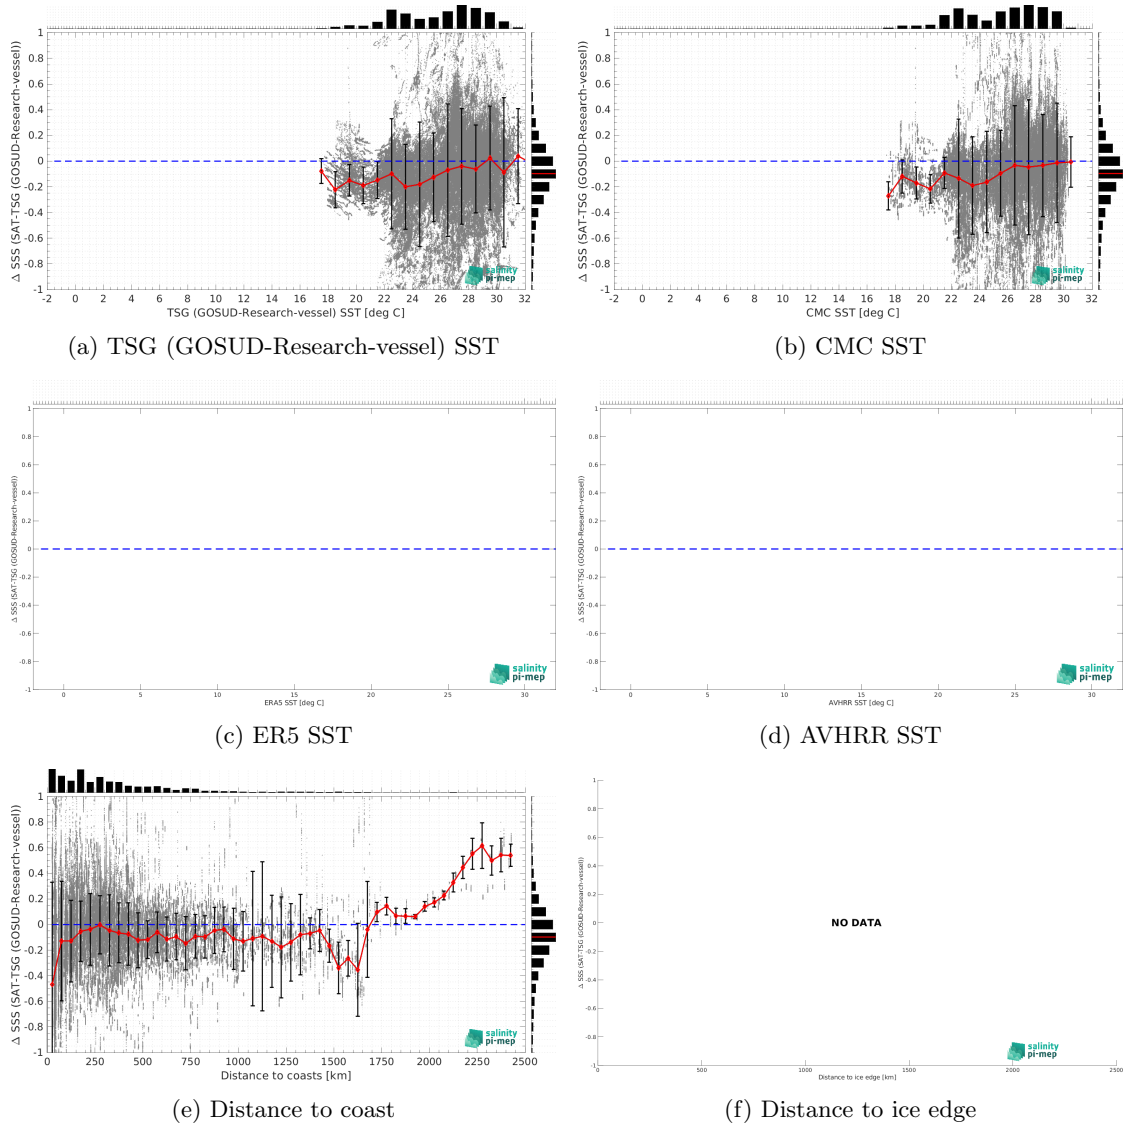 1
0.8
0.6
0.4
0.2
0
-0.2
-0.4
-0.6
-0.8
-1
Δ SSS (SAT-TSG (GOSUD-Research-vessel))
-2 0 2 4 6 8 10 12 14 16 18 20 22 24 26 28 30 32
TSG (GOSUD-Research-vessel) SST [deg C]
salinity
pi-mep
(a) TSG (GOSUD-Research-vessel) SST
1
0.8
0.6
0.4
0.2
0
-0.2
-0.4
-0.6
-0.8
-1
Δ SSS (SAT-TSG (GOSUD-Research-vessel))
-2 0 2 4 6 8 10 12 14 16 18 20 22 24 26 28 30 32
CMC SST [deg C]
salinity
pi-mep
(b) CMC SST
1
0.8
0.6
0.4
0.2
0
-0.2
-0.4
-0.6
-0.8
-1
Δ SSS (SAT-TSG (GOSUD-Research-vessel))
0 5 10 15 20 25 30
ERA5 SST [deg C]
salinity
pi-mep
(c) ER5 SST
1
0.8
0.6
0.4
0.2
0
-0.2
-0.4
-0.6
-0.8
-1
Δ SSS (SAT-TSG (GOSUD-Research-vessel))
0 5 10 15 20 25 30
AVHRR SST [deg C]
salinity
pi-mep
(d) AVHRR SST
1
0.8
0.6
0.4
0.2
0
-0.2
-0.4
-0.6
-0.8
-1
Δ SSS (SAT-TSG (GOSUD-Research-vessel))
0 250 500 750 1000 1250 1500 1750 2000 2250 2500
Distance to coasts [km]
salinity
pi-mep
(e) Distance to coast
1
0.8
0.6
0.4
0.2
0
-0.2
-0.4
-0.6
-0.8
-1
Δ SSS (SAT-TSG (GOSUD-Research-vessel))
NO DATA
0 500 1000 1500 2000 2500
Distance to ice edge [km]
salinity
pi-mep
(f) Distance to ice edge